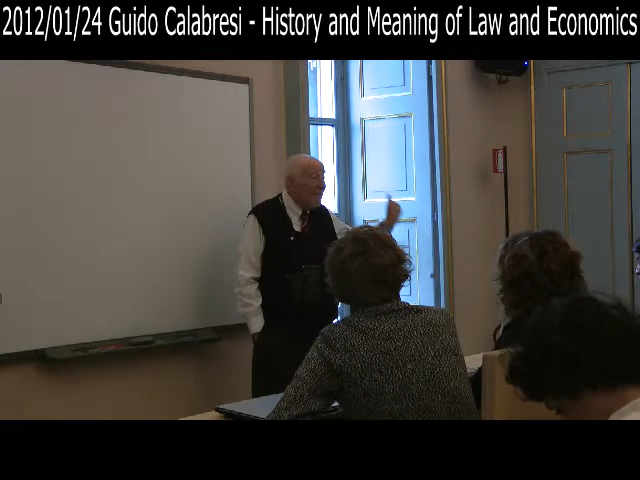 2012/01/24 Guido Calabresi - History and Meaning of Law and Economics